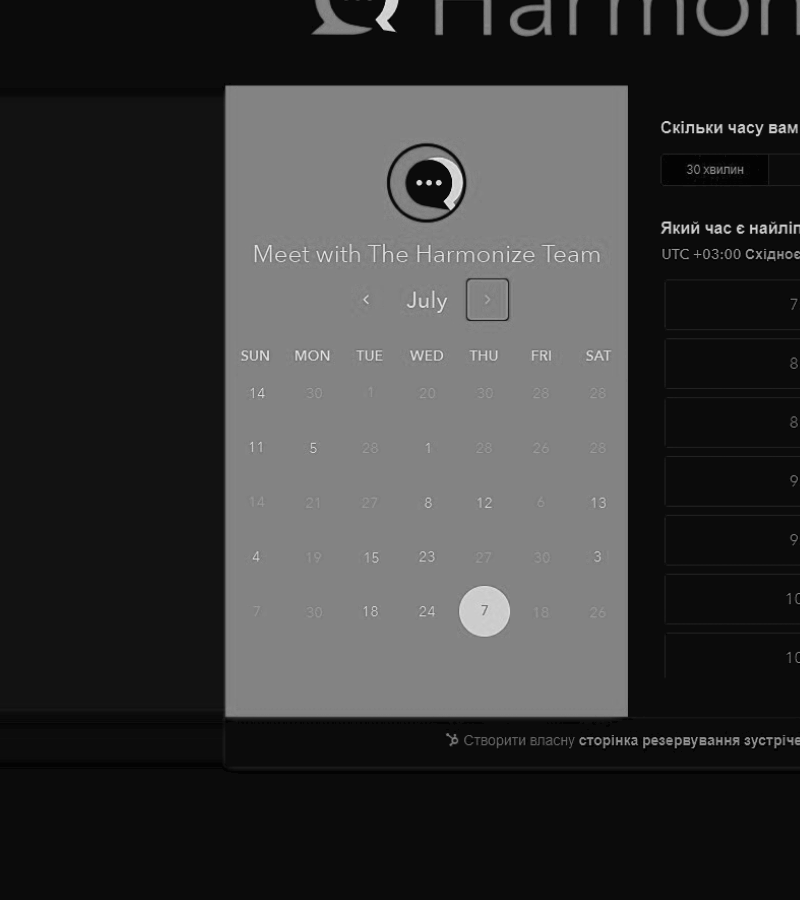 Harmon
Meet with The Harmonize Team
July
SUN MON TUE WED THU FRI SAT
14 30 1 20 30 28 28
11 5 28 1 28 26 28
14 21 27 8 12 6 13
4 19 15 23 27 30 3
7 30 18 24 7 18 26
Скільки часу вам
30 хвилин
Який час є найліп
UTC +03:00 Східноє
7
8
8
9
9
10
10
Створити власну сторінка резервування зустріче